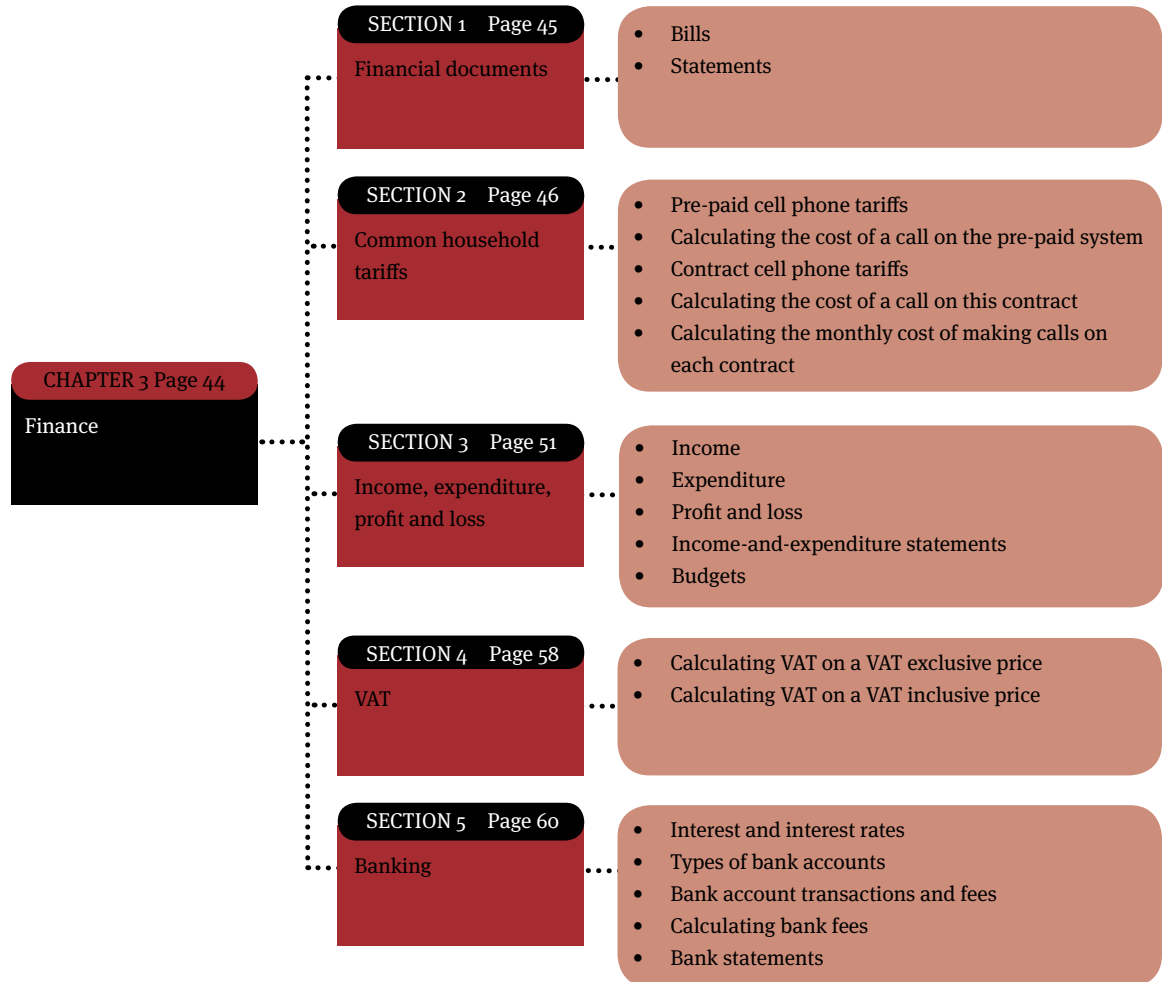 CHAPTER 3 Page 44
Finance
SECTION 1 Page 45
Financial documents
• Bills
• Statements
SECTION 2 Page 46
Common household
tariffs
• Pre-paid cell phone tariffs
• Calculating the cost of a call on the pre-paid system
• Contract cell phone tariffs
• Calculating the cost of a call on this contract
• Calculating the monthly cost of making calls on
each contract
SECTION 3 Page 51
Income, expenditure,
profit and loss
• Income
• Expenditure
• Profit and loss
• Income-and-expenditure statements
• Budgets
SECTION 4 Page 58
VAT
• Calculating VAT on a VAT exclusive price
• Calculating VAT on a VAT inclusive price
SECTION 5 Page 60
Banking
• Interest and interest rates
• Types of bank accounts
• Bank account transactions and fees
• Calculating bank fees
• Bank statements